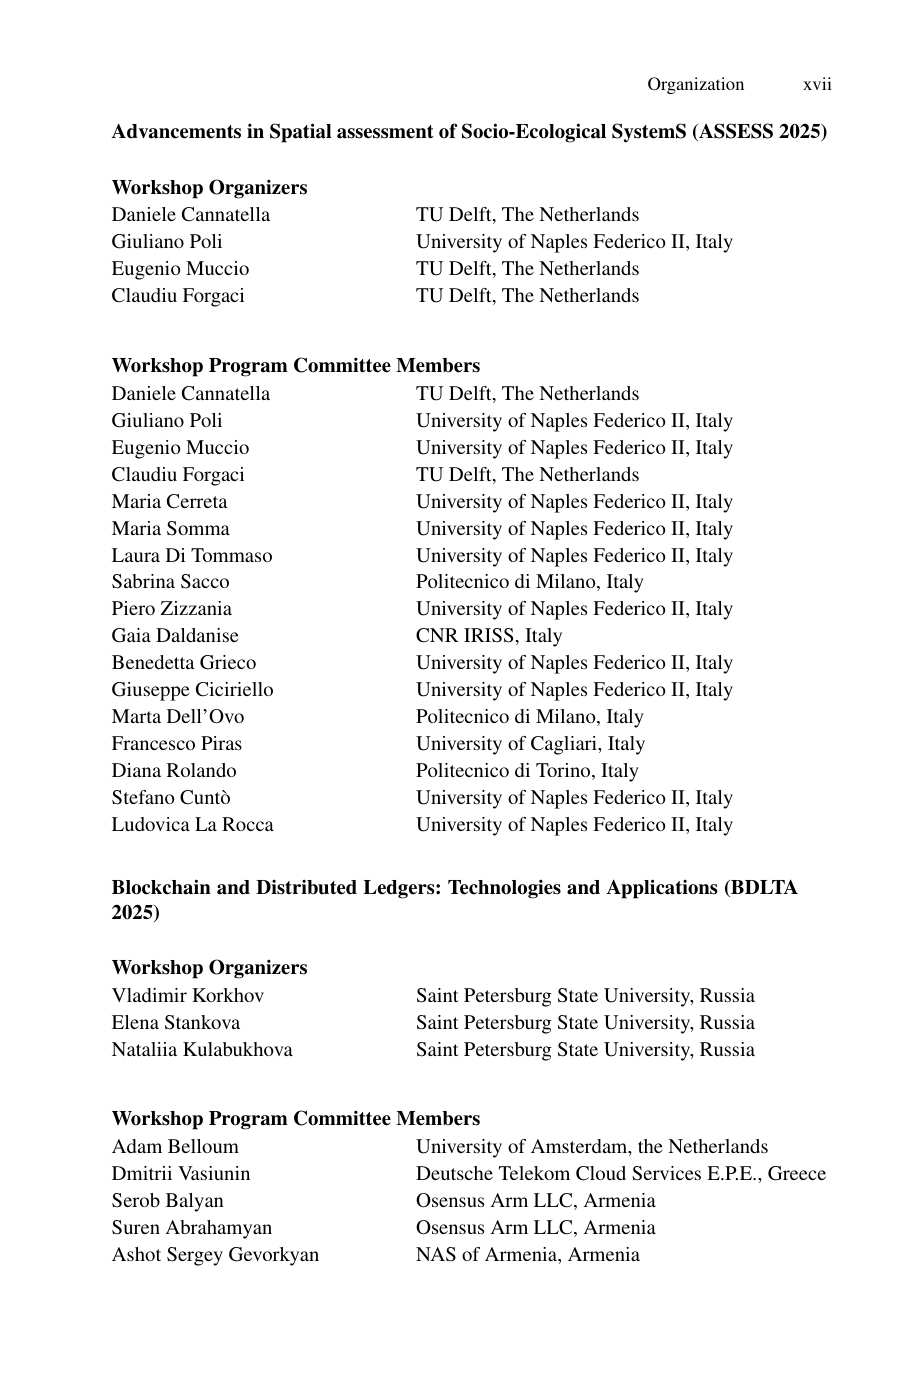 Organization xvii
Advancements in Spatial assessment of Socio-Ecological SystemS (ASSESS 2025)
Workshop Organizers
Daniele Cannatella TU Delft, The Netherlands
Giuliano Poli University of Naples Federico II, Italy
Eugenio Muccio TU Delft, The Netherlands
Claudiu Forgaci TU Delft, The Netherlands
Workshop Program Committee Members
Daniele Cannatella TU Delft, The Netherlands
Giuliano Poli University of Naples Federico II, Italy
Eugenio Muccio University of Naples Federico II, Italy
Claudiu Forgaci TU Delft, The Netherlands
Maria Cerreta University of Naples Federico II, Italy
Maria Somma University of Naples Federico II, Italy
Laura Di Tommaso University of Naples Federico II, Italy
Sabrina Sacco Politecnico di Milano, Italy
Piero Zizzania University of Naples Federico II, Italy
Gaia Daldanise CNR IRISS, Italy
Benedetta Grieco University of Naples Federico II, Italy
Giuseppe Ciciriello University of Naples Federico II, Italy
Marta Dell’Ovo Politecnico di Milano, Italy
Francesco Piras University of Cagliari, Italy
Diana Rolando Politecnico di Torino, Italy
Stefano Cuntò University of Naples Federico II, Italy
Ludovica La Rocca University of Naples Federico II, Italy
Blockchain and Distributed Ledgers: Technologies and Applications (BDLTA
2025)
Workshop Organizers
Vladimir Korkhov Saint Petersburg State University, Russia
Elena Stankova Saint Petersburg State University, Russia
Nataliia Kulabukhova Saint Petersburg State University, Russia
Workshop Program Committee Members
Adam Belloum University of Amsterdam, the Netherlands
Dmitrii Vasiunin Deutsche Telekom Cloud Services E.P.E., Greece
Serob Balyan Osensus Arm LLC, Armenia
Suren Abrahamyan Osensus Arm LLC, Armenia
Ashot Sergey Gevorkyan NAS of Armenia, Armenia